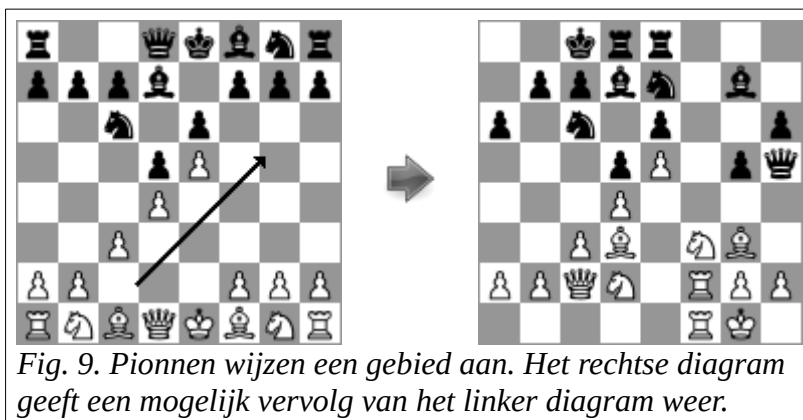 Fig. 9. Pionnen wijzen een gebied aan. Het rechtse diagram
geeft een mogelijk vervolg van het linker diagram weer.